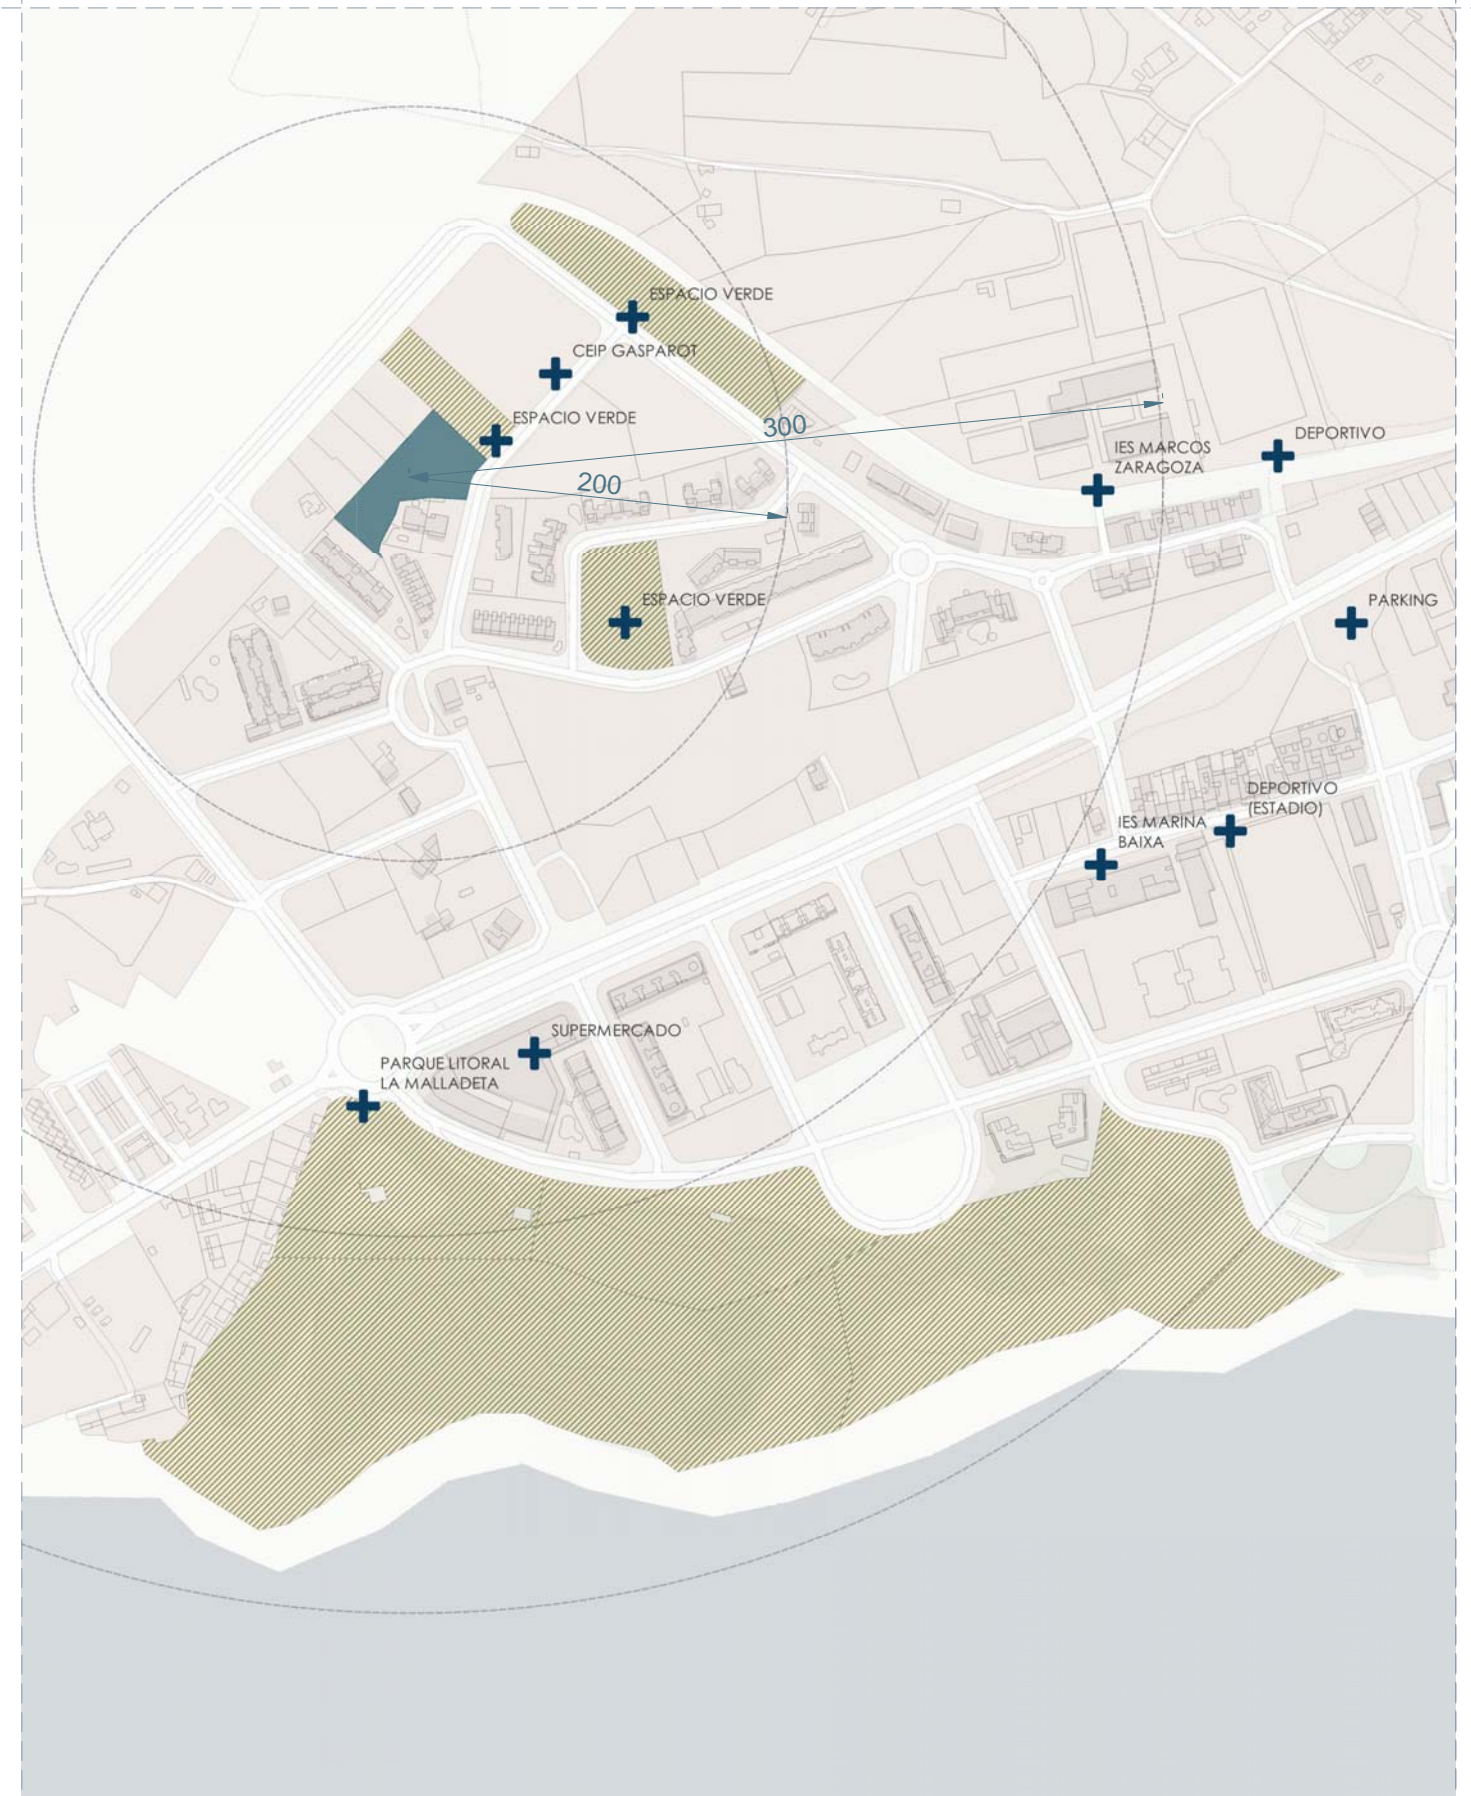 ESPACIO VERDE
CEIP GASPAROT
ESPACIO VERDE
300
200
IES MARCOS
ZARAGOZA
DEPORTIVO
ESPACIO VERDE
PARKING
DEPORTIVO
(ESTADIO)
IES MARINA
BAIXA
SUPERMERCADO
PARQUE LITORAL
LA MALLADETA